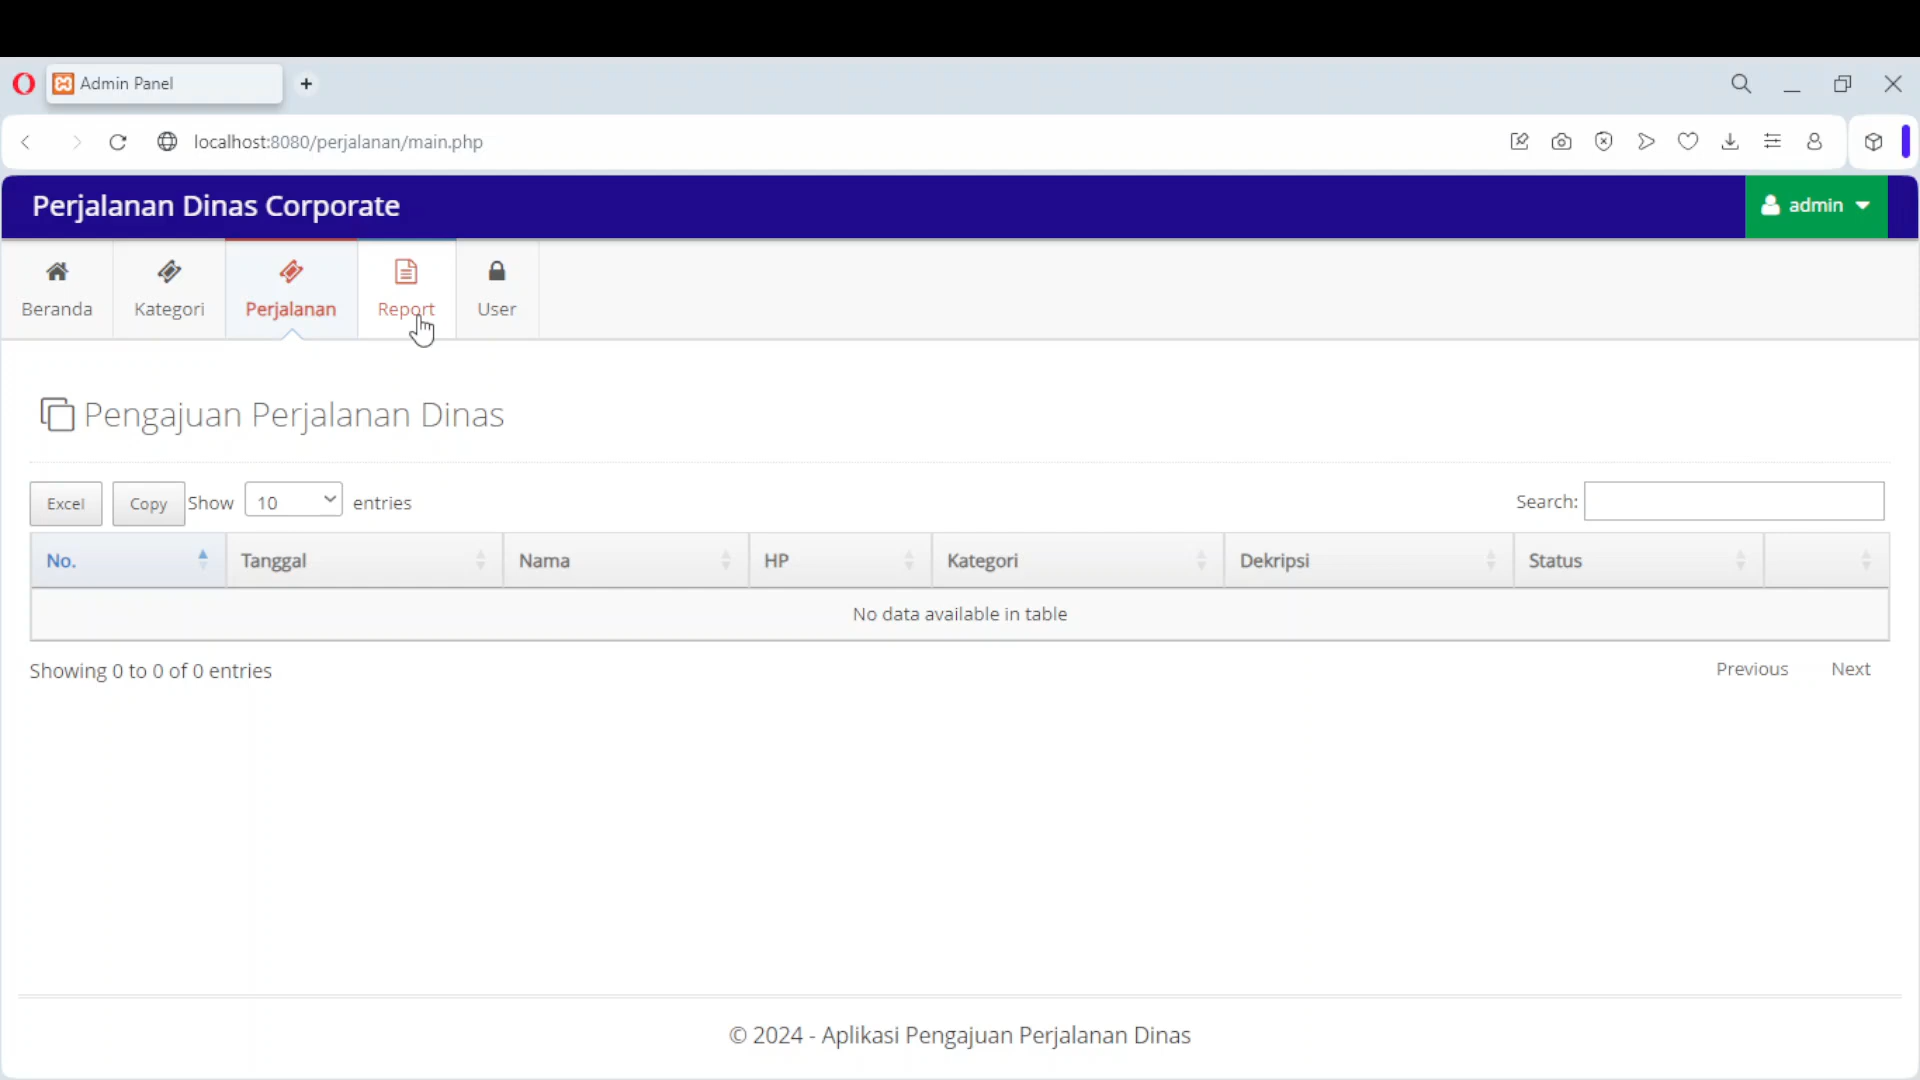 Admin Panel
localhost:8080/perjalanan/main.php
Perjalanan Dinas Corporate
admin
Beranda Kategori Perjalanan Report User
Pengajuan Perjalanan Dinas
Excel Copy Show 10 entries Search:
No. Tanggal Nama HP Kategori Dekripsi Status
No data available in table
Showing 0 to 0 of 0 entries Previous Next
© 2024 - Aplikasi Pengajuan Perjalanan Dinas